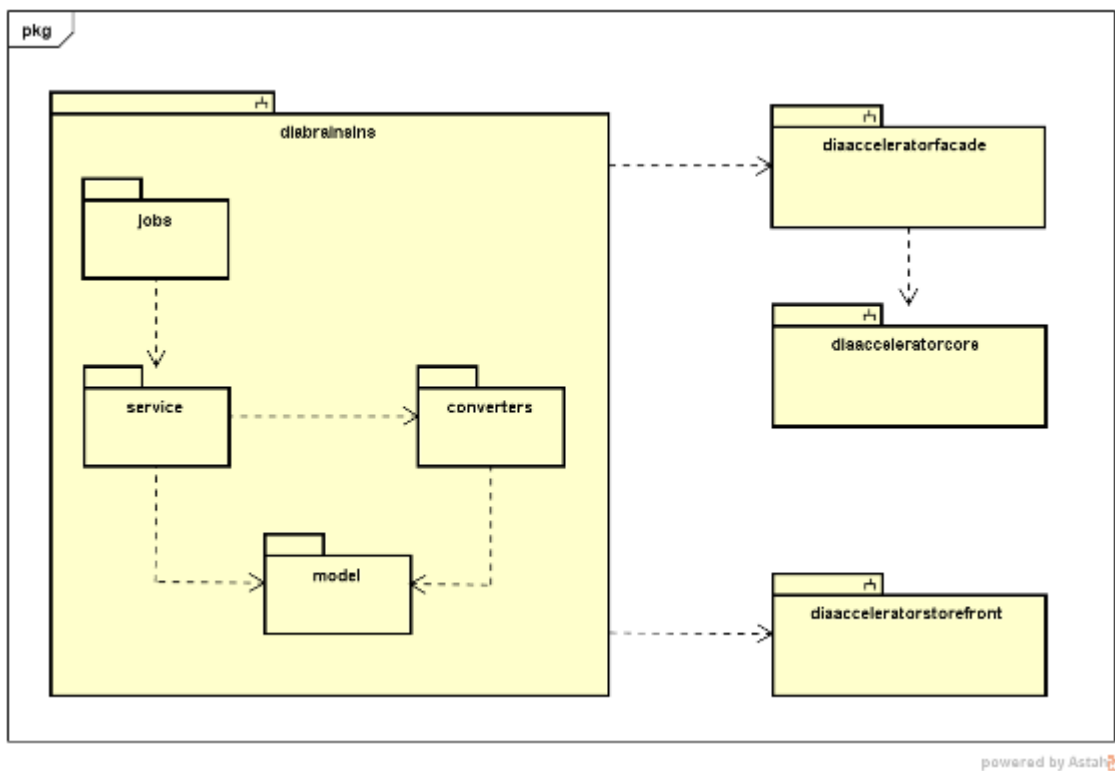 pkg
diabrainsins
diaacceleratorfacade
jobs
diaacceleratorcore
service
converters
model
diaacceleratorstorefront
powered by Astah